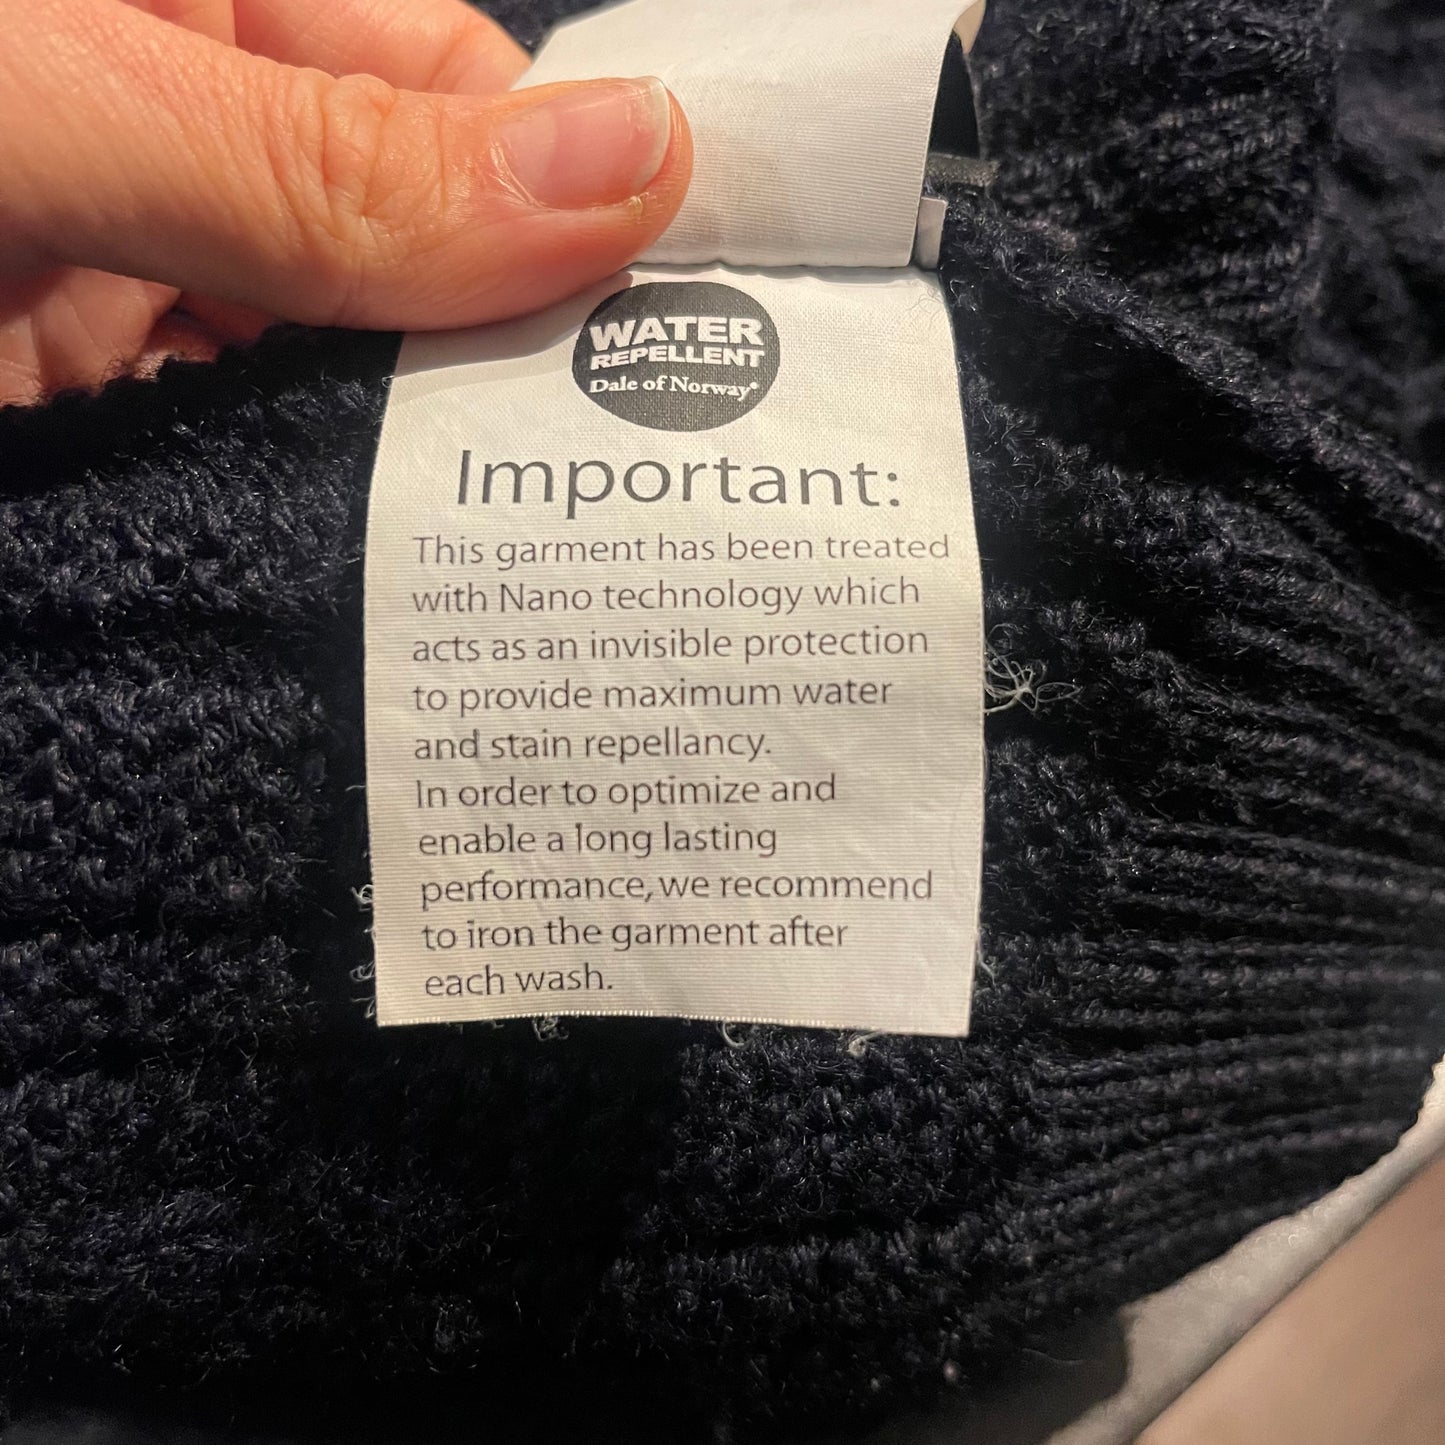 WATER
REPELLENT
Dale of Norway®
Important:
This garment has been treated
with Nano technology which
acts as an invisible protection
to provide maximum water
and stain repellancy.
In order to optimize and
enable a long lasting
performance, we recommend
to iron the garment after
each wash.